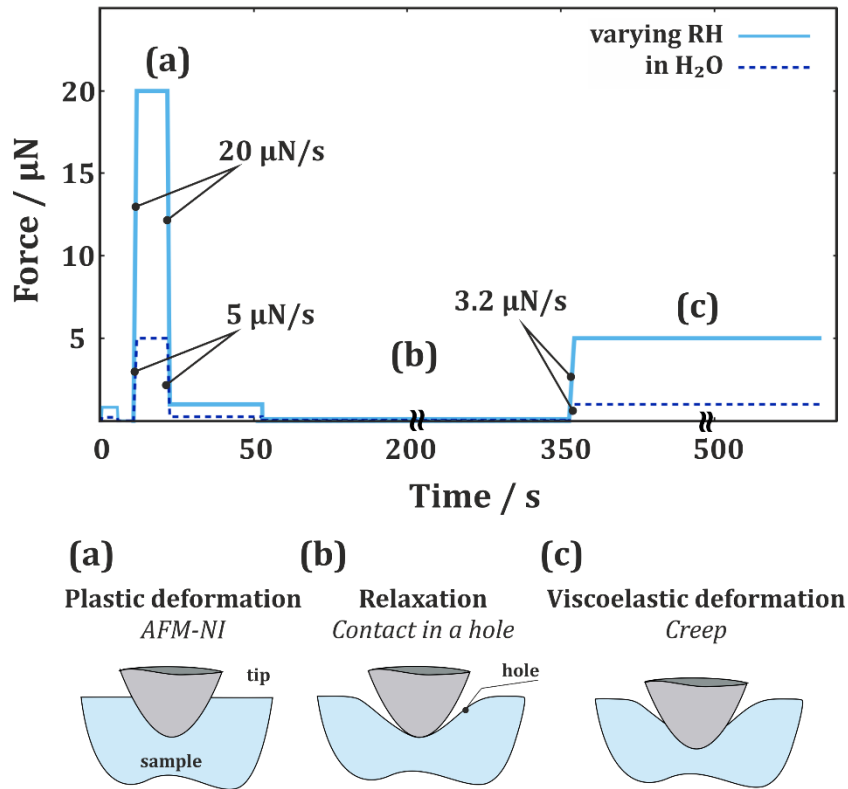 varying RH
in H₂O
(a)
20 μN/s
5 μN/s
3.2 μN/s
(b)
(c)
Force / μN
20
15
10
5
0 50 200 350 500
Time / s
(a) (b) (c)
Plastic deformation Relaxation Viscoelastic deformation
AFM-NI Contact in a hole Creep
tip hole
sample